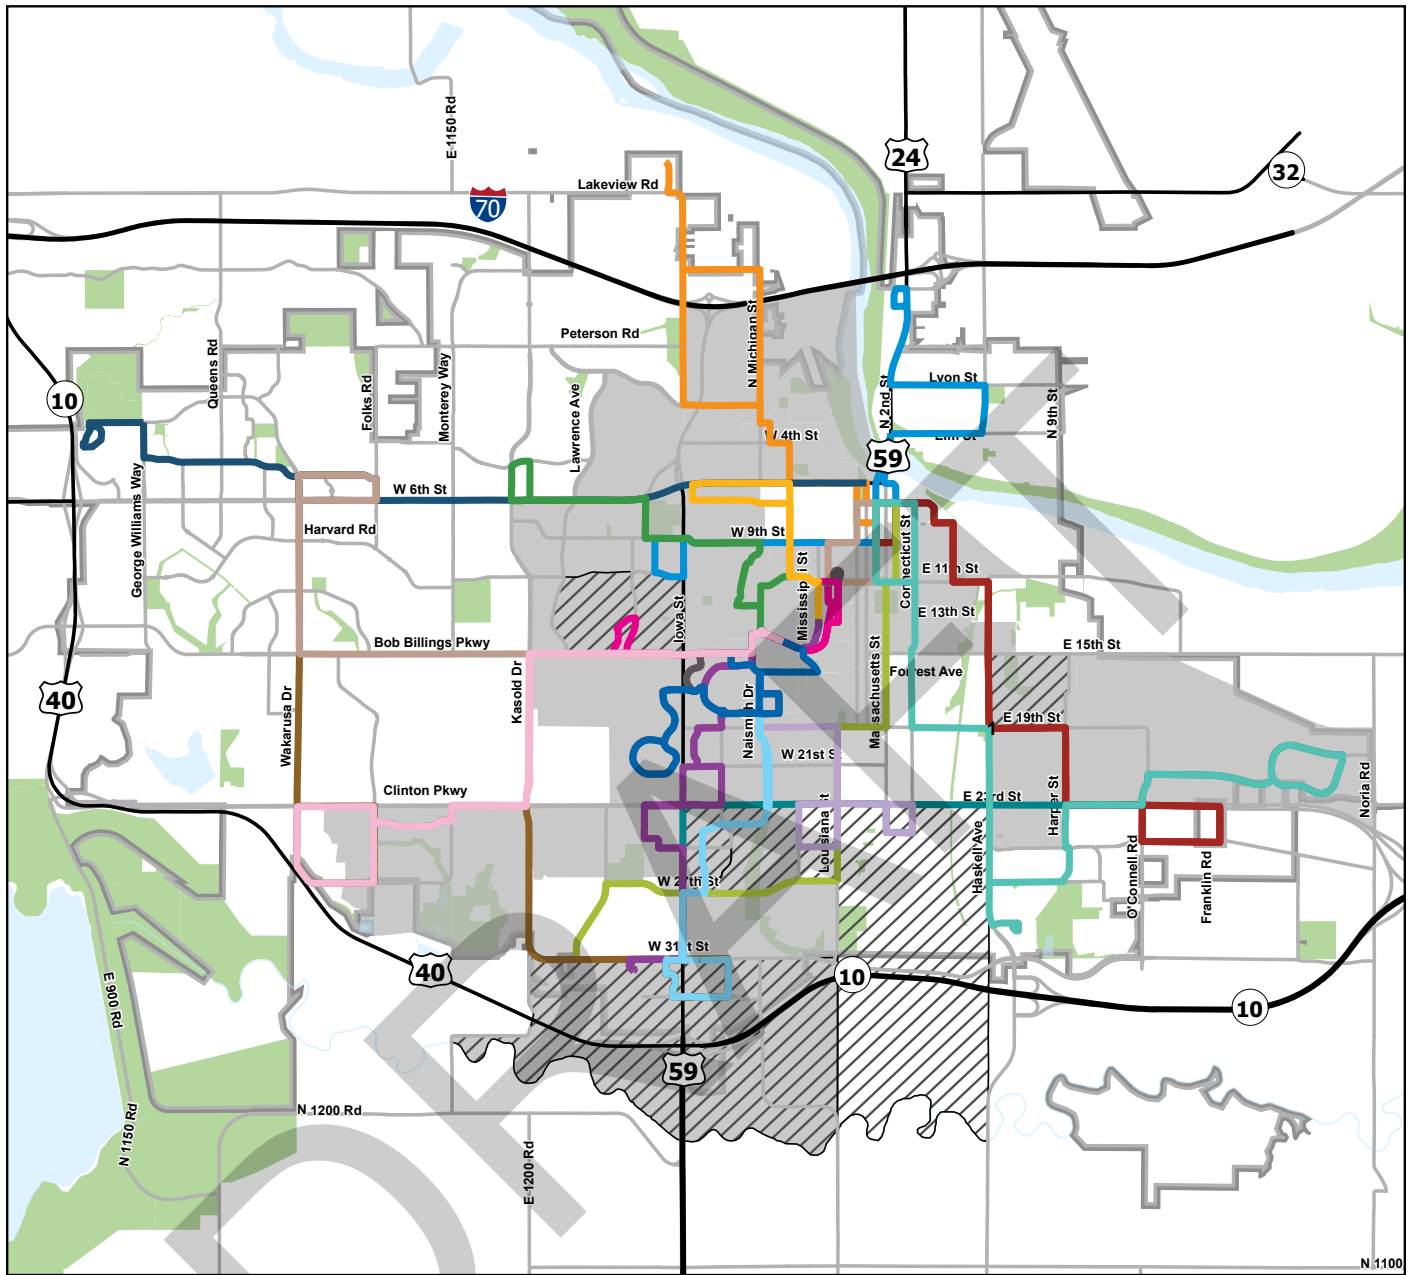 E 1150 Rd
24
32
Lakeview Rd
70
Peterson Rd
N Michigan St
Queens Rd
Folks Rd
Monterey Way
Lawrence Ave
10
Lyon St
N 2nd St
N 9th St
Elm St
W 4th St
59
George Williams Way
W 6th St
Harvard Rd
W 9th St
Connecticut St
E 11th St
Mississippi St
Iowa St
E 13th St
Bob Billings Pkwy
E 15th St
Massachusetts St
Forrest Ave
40
Wakarusa Dr
Kasold Dr
Naismith Dr
E 19th St
W 21st St
Clinton Pkwy
E 23rd St
Louisiana St
Harper St
Noria Rd
Haskell Ave
W 27th St
O'Connell Rd
Franklin Rd
W 31st St
40
10
10
E 900 Rd
59
N 1200 Rd
N 1150 Rd
E 1200 Rd
N 1100
DRAFT